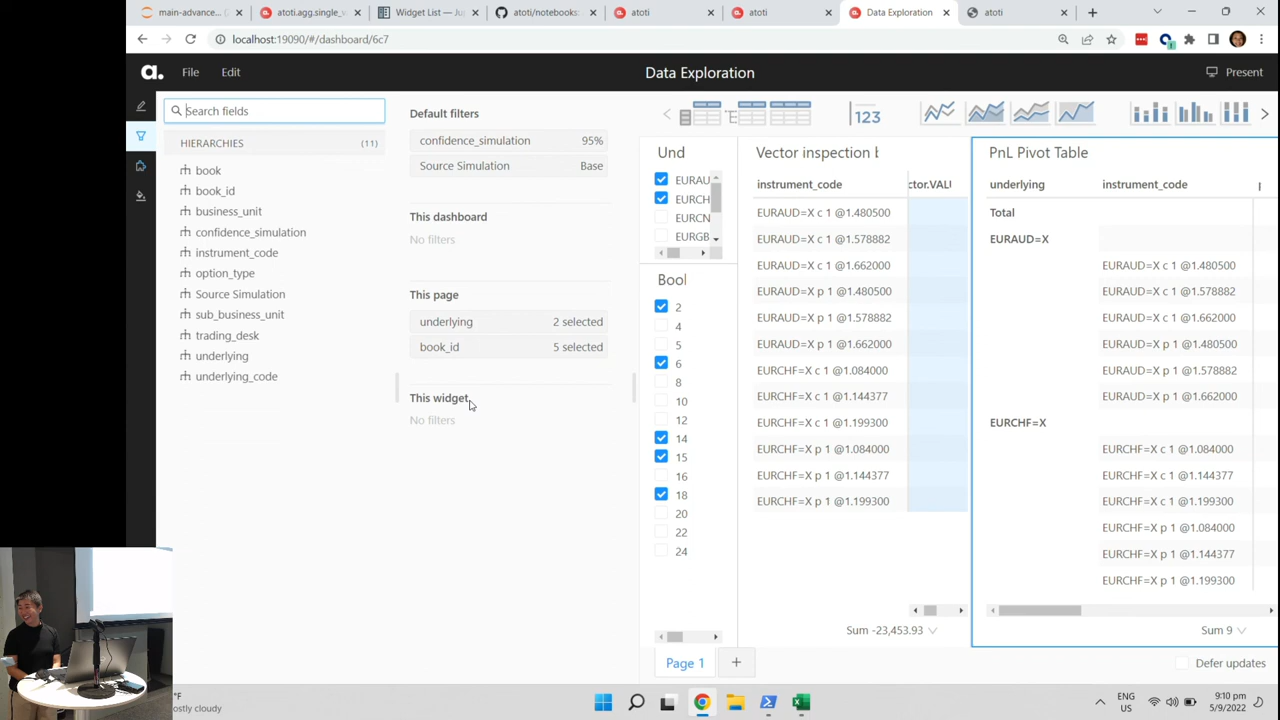 main-advance
atoti.agg.single_v
Widget List — Ju
atoti/notebooks:
atoti
atoti
Data Exploration
atoti
localhost:19090/#/dashboard/6c7
a.
File
Edit
Data Exploration
Present
Search fields
HIERARCHIES
(11)
book
book_id
business_unit
confidence_simulation
instrument_code
option_type
Source Simulation
sub_business_unit
trading_desk
underlying
underlying_code
Default filters
confidence_simulation 95%
Source Simulation Base
This dashboard
No filters
This page
underlying 2 selected
book_id 5 selected
This widget
No filters
123
Und
EURAU
EURCH
EURCN
EURGB
Bool
2
4
5
6
8
10
12
14
15
16
18
20
22
24
Vector inspection b
instrument_code ctor.VALI
EURAUD=X c 1 @1.480500
EURAUD=X c 1 @1.578882
EURAUD=X c 1 @1.662000
EURAUD=X p 1 @1.480500
EURAUD=X p 1 @1.578882
EURAUD=X p 1 @1.662000
EURCHF=X c 1 @1.084000
EURCHF=X c 1 @1.144377
EURCHF=X c 1 @1.199300
EURCHF=X p 1 @1.084000
EURCHF=X p 1 @1.144377
EURCHF=X p 1 @1.199300
Sum -23,453.93
PnL Pivot Table
underlying instrument_code
Total
EURAUD=X
EURAUD=X c 1 @1.480500
EURAUD=X c 1 @1.578882
EURAUD=X c 1 @1.662000
EURAUD=X p 1 @1.480500
EURAUD=X p 1 @1.578882
EURAUD=X p 1 @1.662000
EURCHF=X
EURCHF=X c 1 @1.084000
EURCHF=X c 1 @1.144377
EURCHF=X c 1 @1.199300
EURCHF=X p 1 @1.084000
EURCHF=X p 1 @1.144377
EURCHF=X p 1 @1.199300
Sum 9
Page 1
Defer updates
°F
ostly cloudy
ENG
US
9:10 pm
5/9/2022